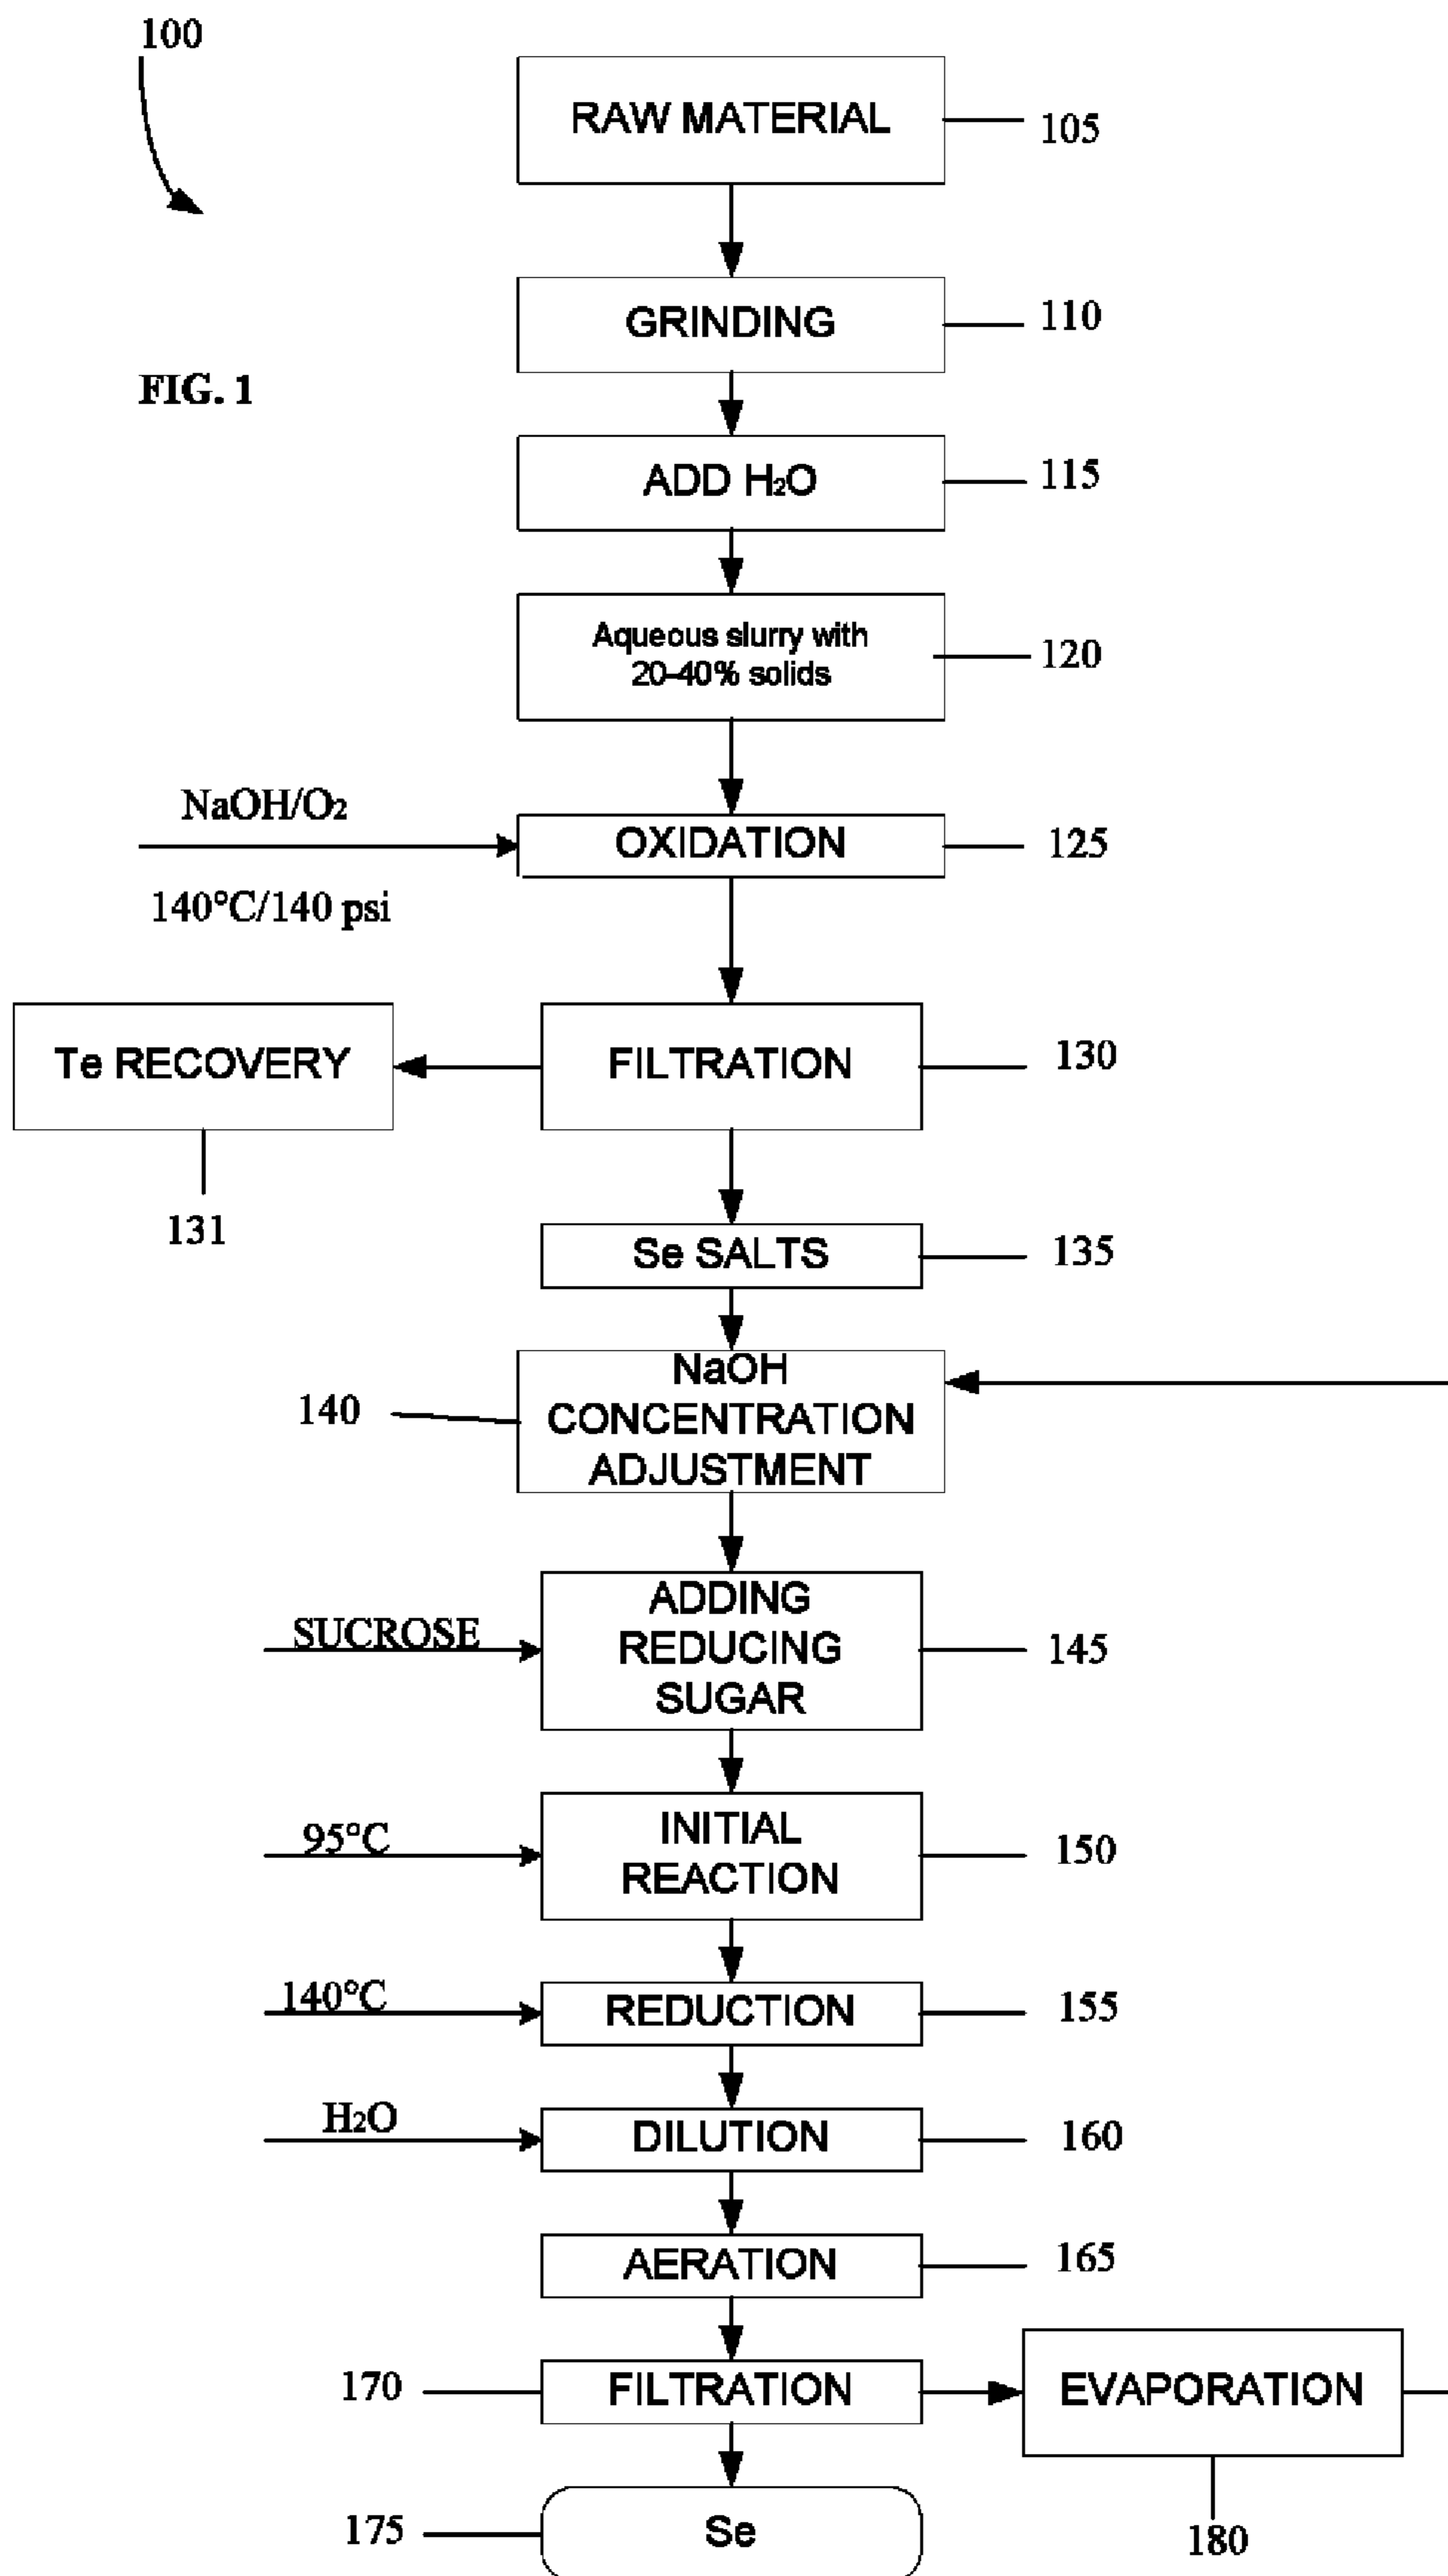 100
RAW MATERIAL
105
GRINDING
110
FIG. 1
ADD H₂O
115
Aqueous slurry with
20-40% solids
120
NaOH/O₂
140°C/140 psi
OXIDATION
125
Te RECOVERY
131
FILTRATION
130
Se SALTS
135
140
NaOH
CONCENTRATION
ADJUSTMENT
SUCROSE
ADDING
REDUCING
SUGAR
145
95°C
INITIAL
REACTION
150
140°C
REDUCTION
155
H₂O
DILUTION
160
AERATION
165
170
FILTRATION
EVAPORATION
180
175
Se